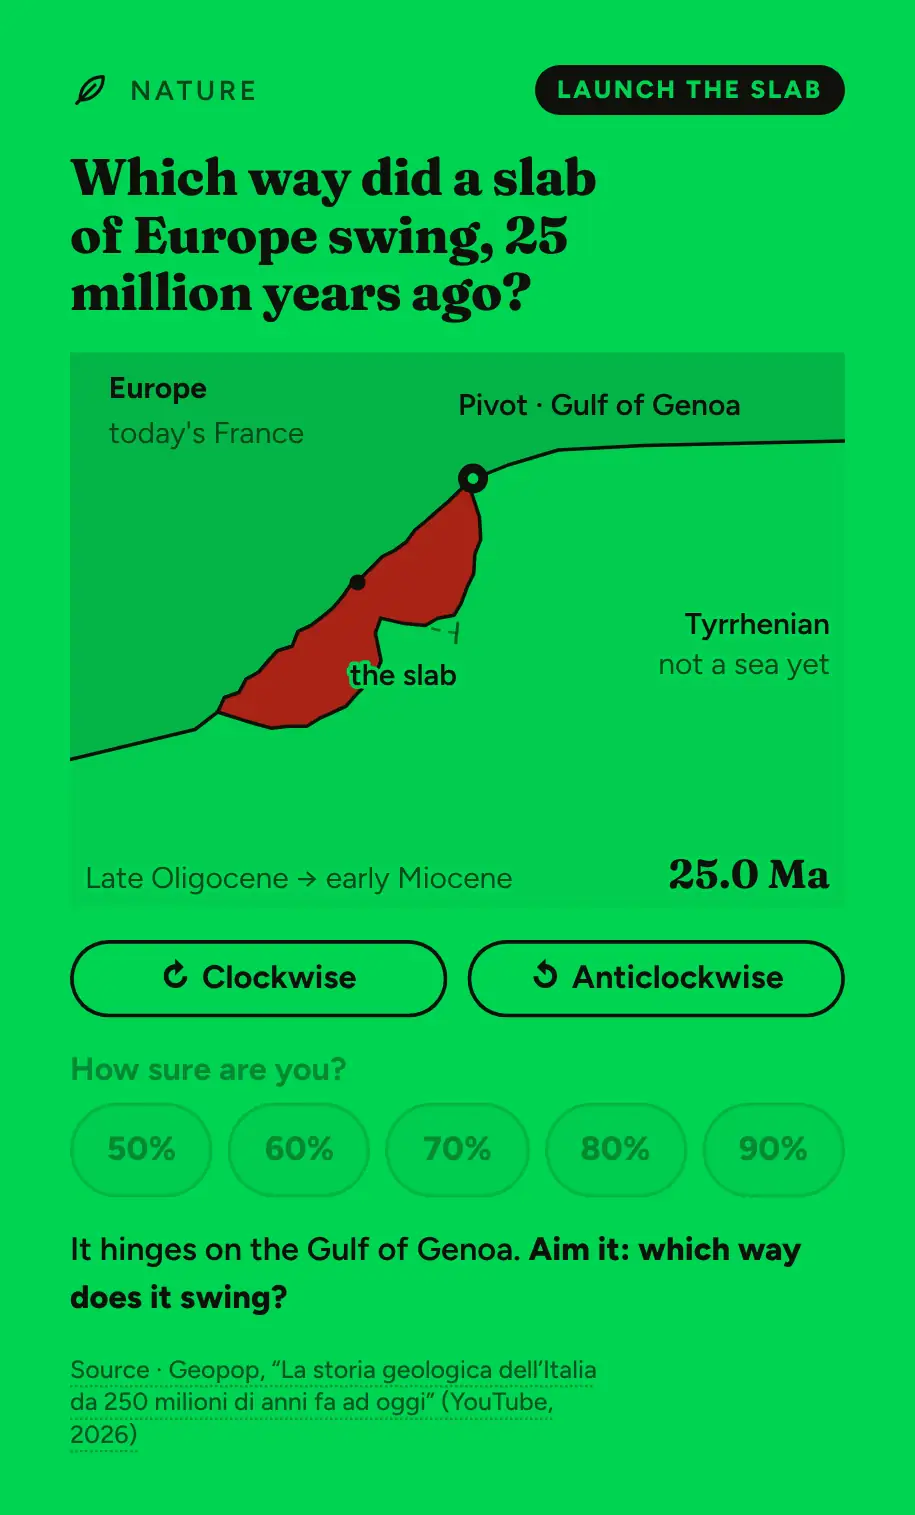 NATURE
LAUNCH THE SLAB
Which way did a slab
of Europe swing, 25
million years ago?
Europe
today's France
Pivot · Gulf of Genoa
Tyrrhenian
not a sea yet
the slab
Late Oligocene → early Miocene
25.0 Ma
↻ Clockwise
↺ Anticlockwise
How sure are you?
50% 60% 70% 80% 90%
It hinges on the Gulf of Genoa. Aim it: which way
does it swing?
Source · Geopop, “La storia geologica dell’Italia
da 250 milioni di anni fa ad oggi” (YouTube,
2026)